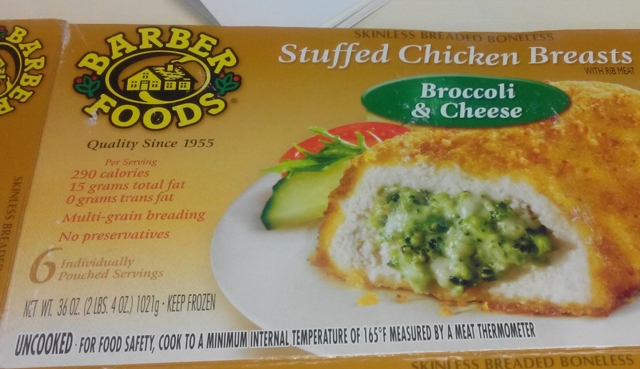 SKINLESS BREADED BONELESS
Stuffed Chicken Breasts
WITH RIB MEAT
BARBER
FOODS
®
Broccoli
& Cheese
Quality Since 1955
Per Serving
290 calories
15 grams total fat
0 grams trans fat
Multi-grain breading
No preservatives
6 Individually
Pouched Servings
NET WT. 36 OZ. (2 LBS. 4 OZ.) 1021g • KEEP FROZEN
UNCOOKED • FOR FOOD SAFETY, COOK TO A MINIMUM INTERNAL TEMPERATURE OF 165°F MEASURED BY A MEAT THERMOMETER
SKINLESS BREADED BONELESS
BARBER
SKINLESS BREADED